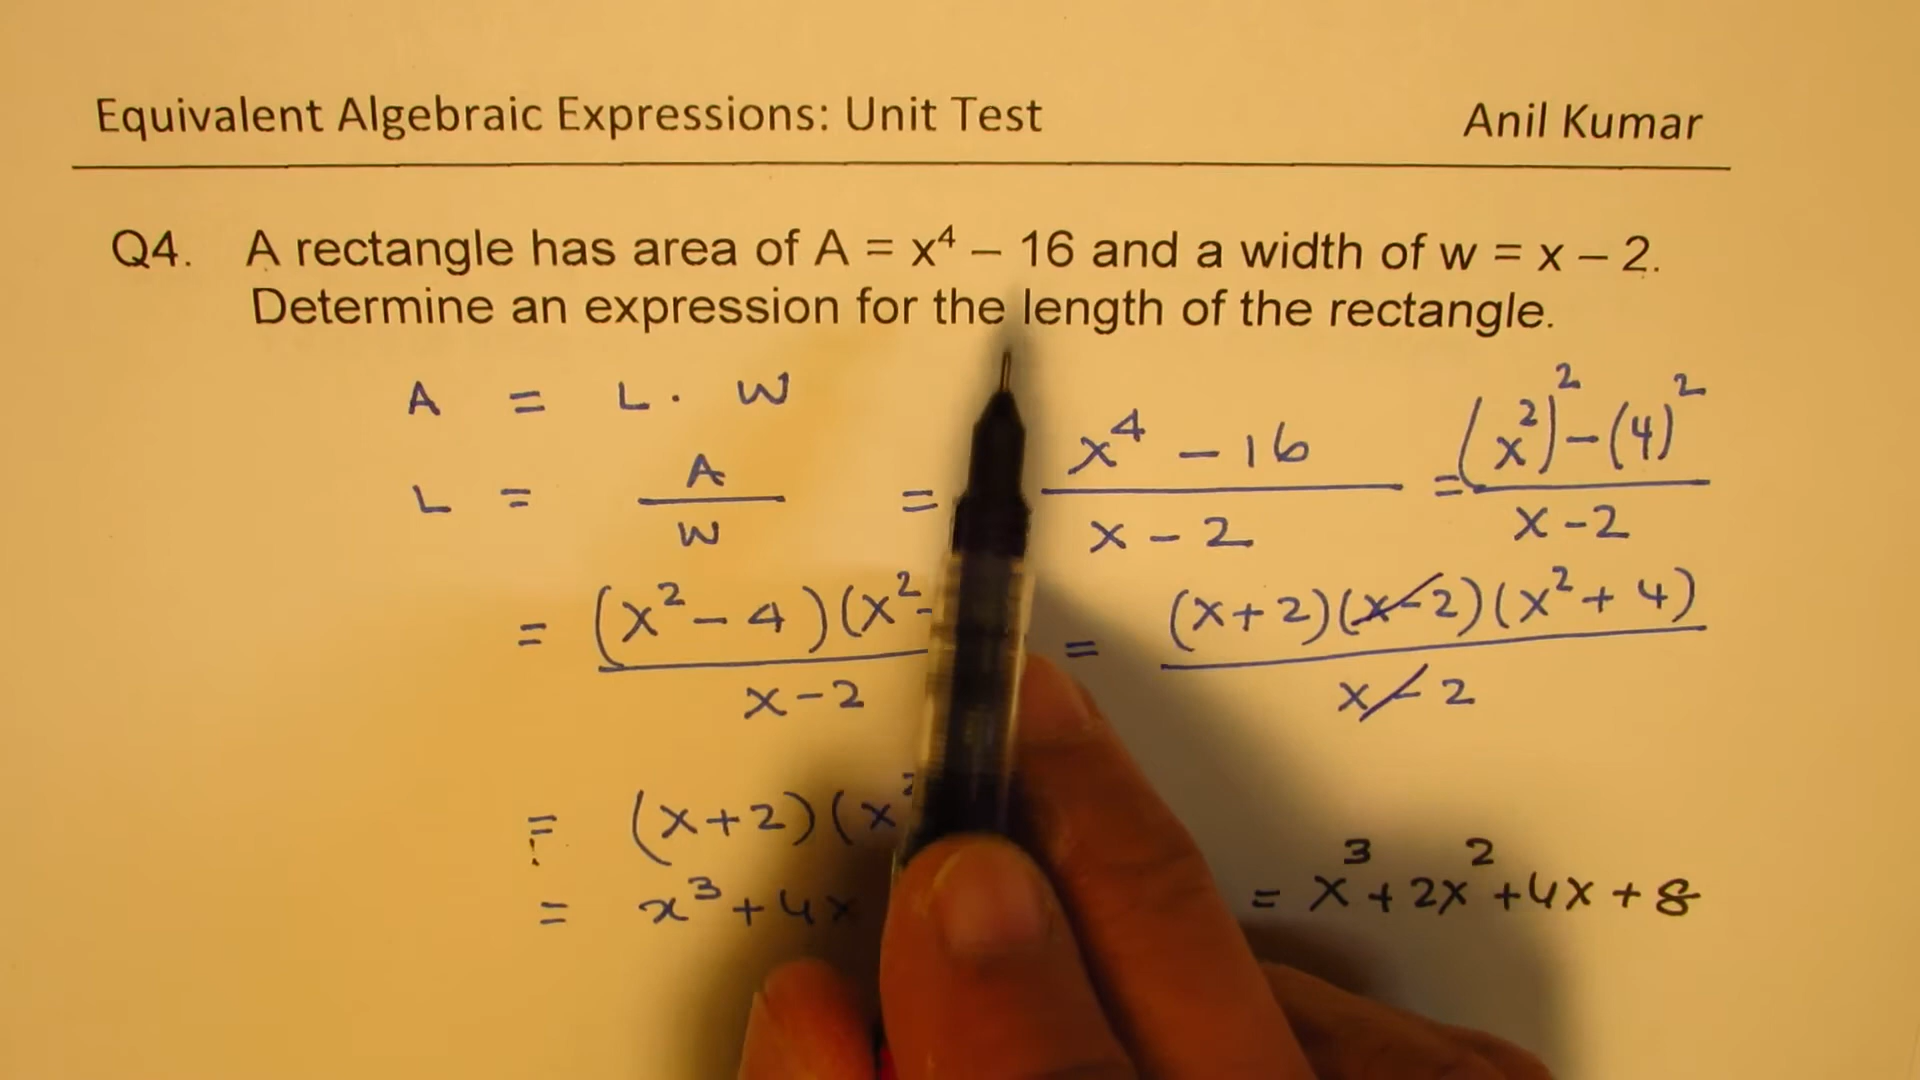 Equivalent Algebraic Expressions: Unit Test Anil Kumar
Q4. A rectangle has area of A = x⁴ – 16 and a width of w = x – 2.
Determine an expression for the length of the rectangle.
A = L · W
L = A/W = (x⁴ - 16)/(x - 2) = ((x²)² - (4)²)/(x - 2)
= (x² - 4)(x² /(x - 2) = (x+2)(x-2)(x² + 4)/(x - 2)
= (x+2)(x²
= x³ + 4x = x³ + 2x² + 4x + 8